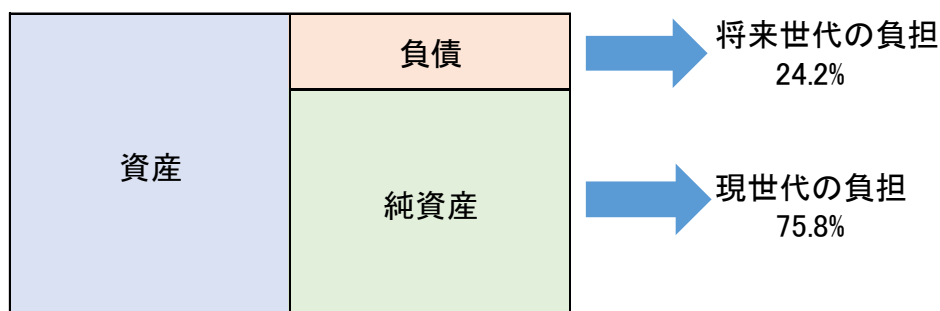 資産
負債
純資産
将来世代の負担
24.2%
現世代の負担
75.8%